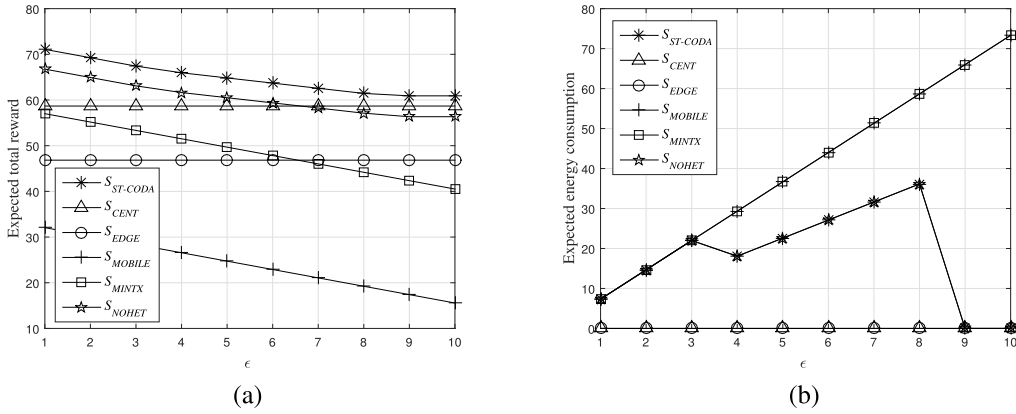 Expected total reward
80
70
60
50
40
30
20
10
S_ST-CODA
S_CENT
S_EDGE
S_MOBILE
S_MINTX
S_NOHET
1 2 3 4 5 6 7 8 9 10
ϵ
(a)
Expected energy consumption
80
70
60
50
40
30
20
10
0
S_ST-CODA
S_CENT
S_EDGE
S_MOBILE
S_MINTX
S_NOHET
1 2 3 4 5 6 7 8 9 10
ϵ
(b)